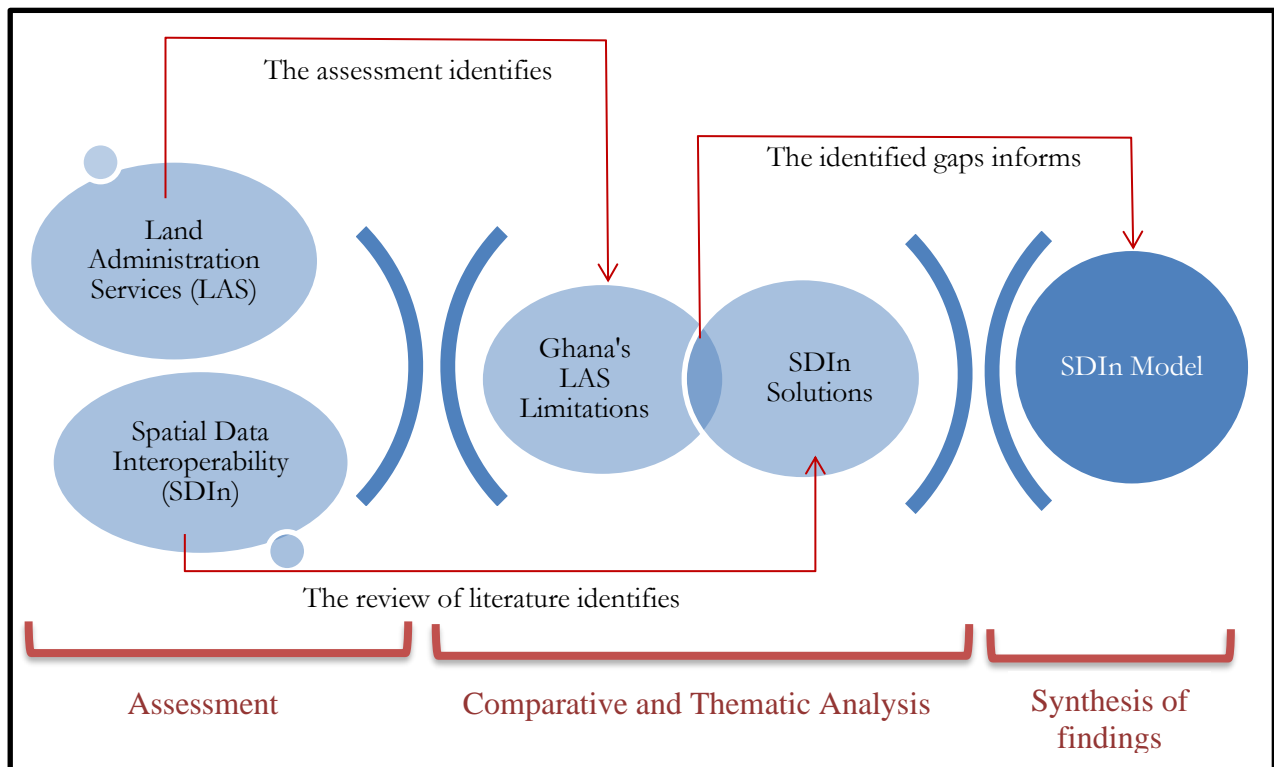 The assessment identifies
The identified gaps informs
Land
Administration
Services (LAS)
Ghana's
LAS
Limitations
SDIn
Solutions
SDIn Model
Spatial Data
Interoperability
(SDIn)
The review of literature identifies
Assessment
Comparative and Thematic Analysis
Synthesis of
findings